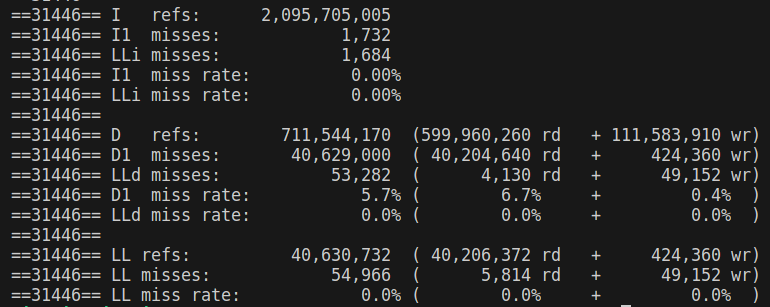 ==31446== I   refs:      2,095,705,005
==31446== I1  misses:            1,732
==31446== LLi misses:            1,684
==31446== I1  miss rate:          0.00%
==31446== LLi miss rate:          0.00%
==31446==
==31446== D   refs:        711,544,170  (599,960,260 rd   + 111,583,910 wr)
==31446== D1  misses:       40,629,000  ( 40,204,640 rd   +     424,360 wr)
==31446== LLd misses:           53,282  (      4,130 rd   +      49,152 wr)
==31446== D1  miss rate:           5.7% (        6.7%     +         0.4%  )
==31446== LLd miss rate:           0.0% (        0.0%     +         0.0%  )
==31446==
==31446== LL refs:          40,630,732  ( 40,206,372 rd   +     424,360 wr)
==31446== LL misses:            54,966  (      5,814 rd   +      49,152 wr)
==31446== LL miss rate:            0.0% (        0.0%     +         0.0%  )